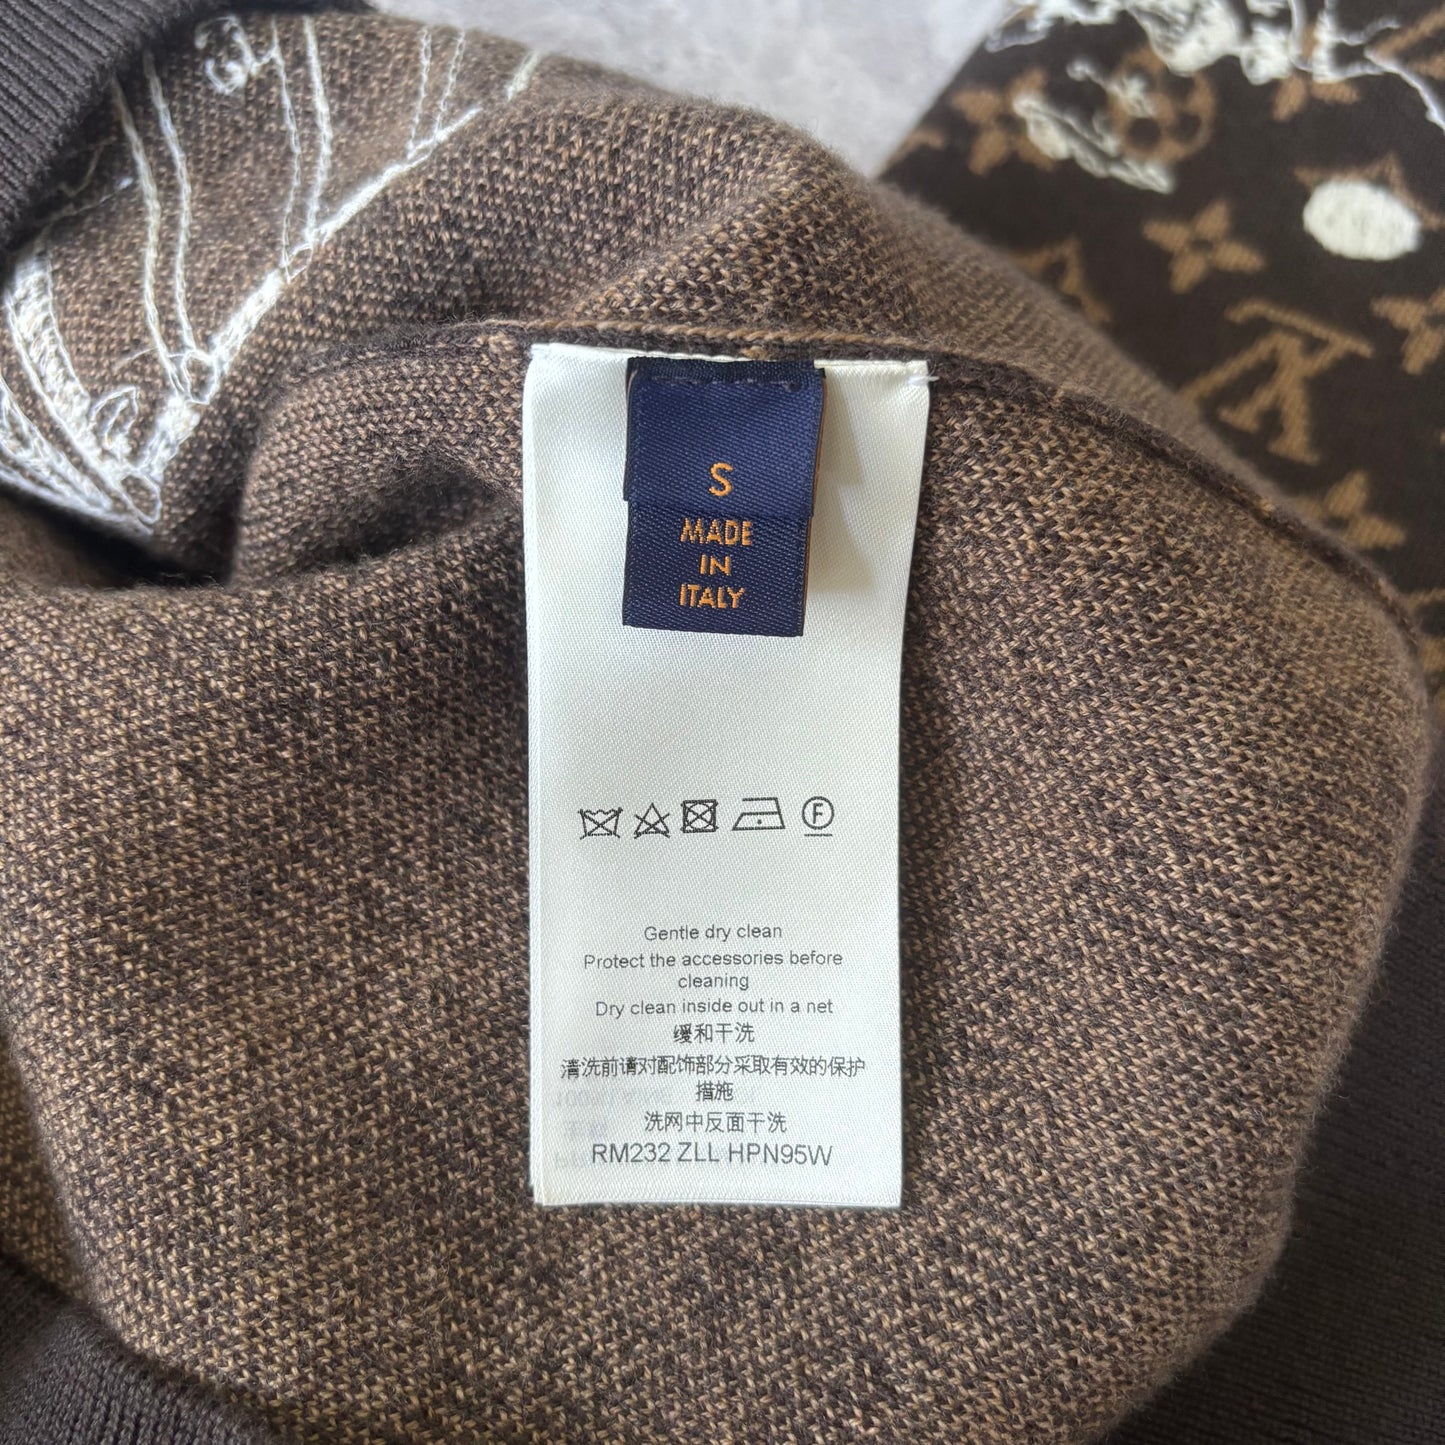 S
MADE
IN
ITALY
F
Gentle dry clean
Protect the accessories before
cleaning
Dry clean inside out in a net
缓和干洗
清洗前请对配饰部分采取有效的保护
措施
洗网中反面干洗
RM232 ZLL HPN95W